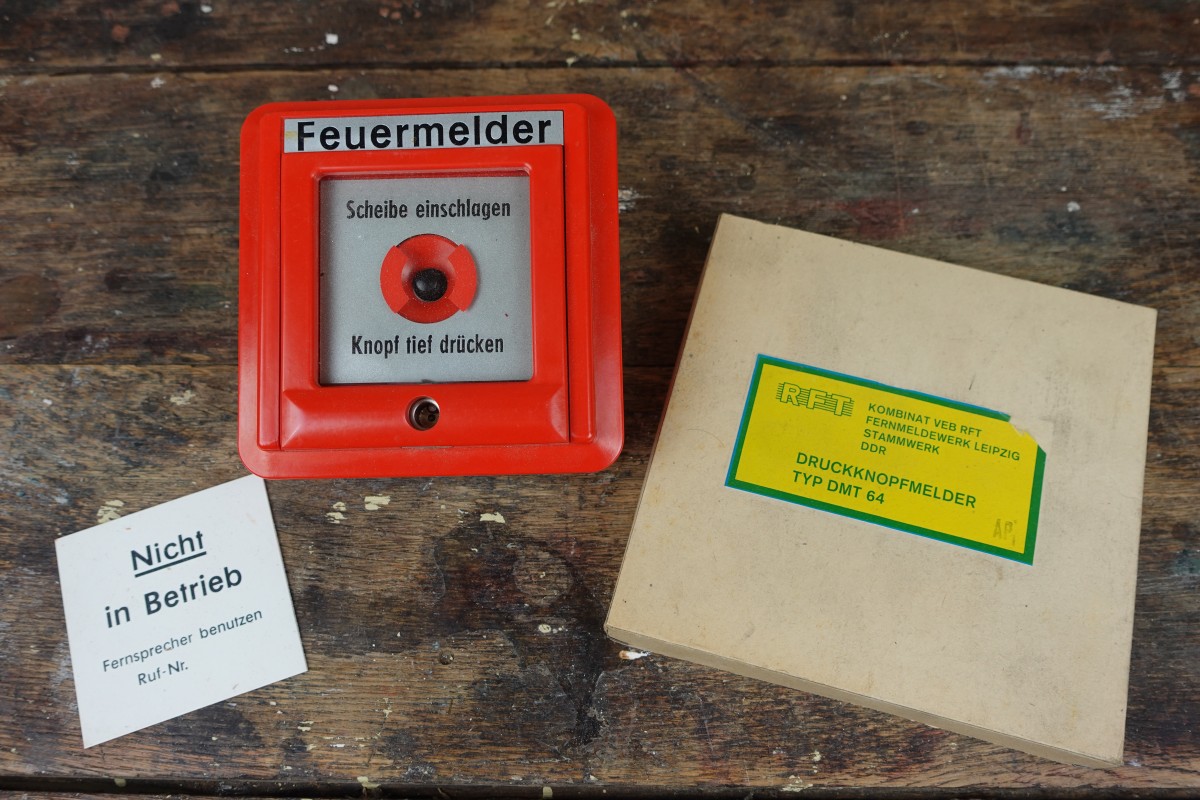 Feuermelder
Scheibe einschlagen
Knopf tief drücken
Nicht
in Betrieb
Fernsprecher benutzen
Ruf-Nr.
RFT
KOMBINAT VEB RFT
FERNMELDEWERK LEIPZIG
STAMMWERK
DDR
DRUCKKNOPFMELDER
TYP DMT 64